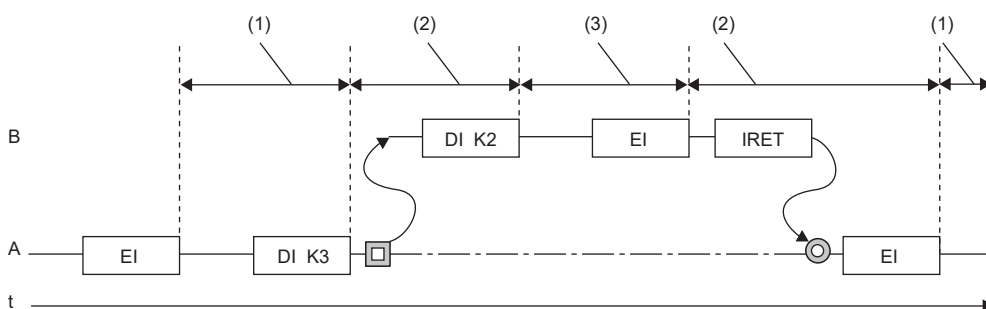 (1) (2) (3) (2) (1)
B DI K2 EI IRET
A EI DI K3 EI
t